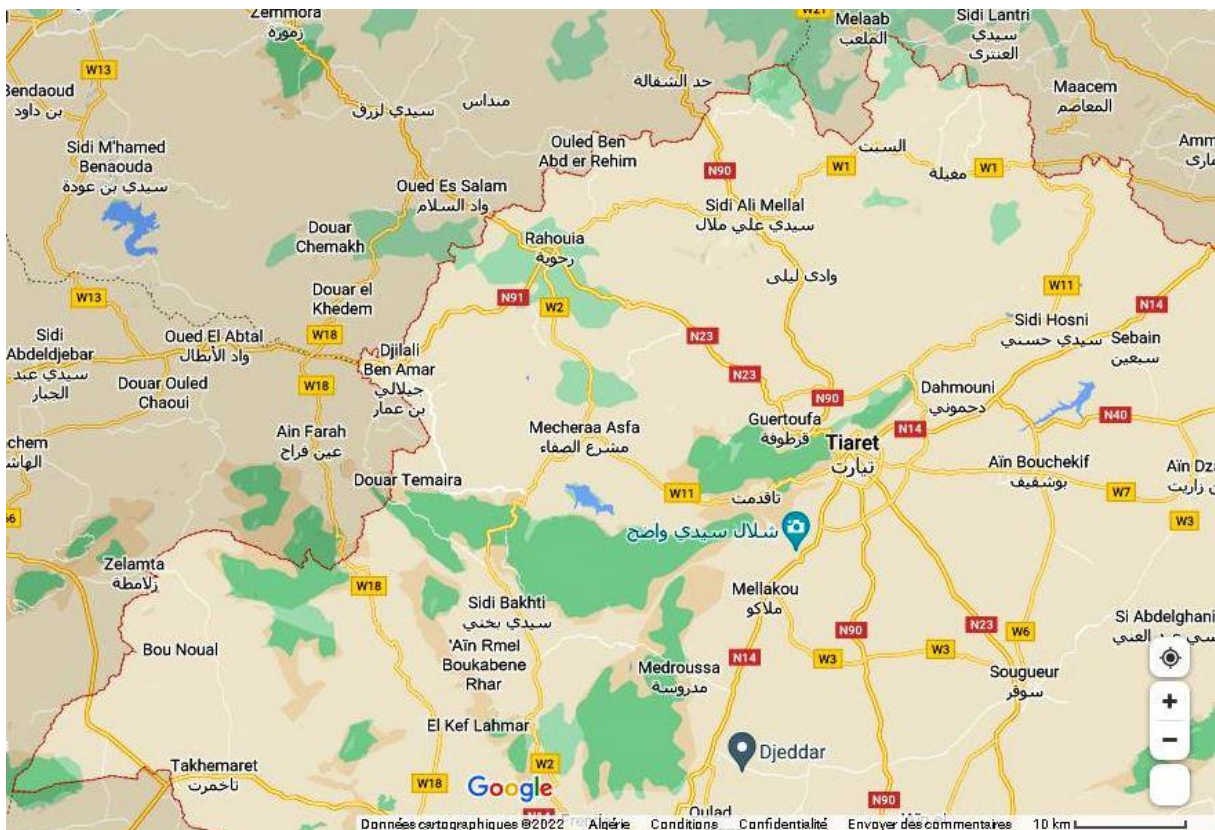 Zemmora
زمورة
W21
Melaab
الملعب
Sidi Lantri
سيدي
العنتري
W13
Bendaoud
بن داود
منداس
سيدي لزرق
حد الشفالة
Maacem
المعاصم
Sidi M'hamed
Benaouda
سيدي بن عودة
Ouled Ben
Abd er Rehim
N90
W1
السبت
مغيلة
W1
Oued Es Salam
واد السلام
Sidi Ali Mellal
سيدي علي ملال
Douar
Chemakh
Rahouia
رحوية
وادي ليلي
Douar el
Khedem
W13
N91
W2
W11
N14
Sidi
Abdeldjebar
سيدي عبد
الجبار
Oued El Abtal
واد الأبطال
W18
Sidi Hosni
سيدي حسني
Sebain
سبعين
Djilali
Ben Amar
جيلالي
بن عمار
N23
N23
W18
Douar Ouled
Chaoui
Dahmouni
دحموني
N90
N40
Mecheraa Asfa
مشرع الصفاء
Guertoufa
قرطوفة
N14
Tiaret
تيارت
Ain Farah
عين فراح
Aïn Bouchekif
بوشقيف
Douar Temaira
W11
تاقدمت
W7
W3
شلال سيدي واضح
Zelamta
زلامطة
W18
Sidi Bakhti
سيدي بختي
Mellakou
ملاكو
N90
N23
W6
Si Abdelghani
Bou Noual
'Aïn Rmel
Boukabene
Rhar
Medroussa
مدروسة
N14
W3
W3
Sougueur
سوقر
El Kef Lahmar
Djeddar
Takhemaret
تاخمرت
W18
W2
Google
N90
Oulad
Données cartographiques ©2022 Algérie Conditions Confidentialité Envoyer des commentaires 10 km